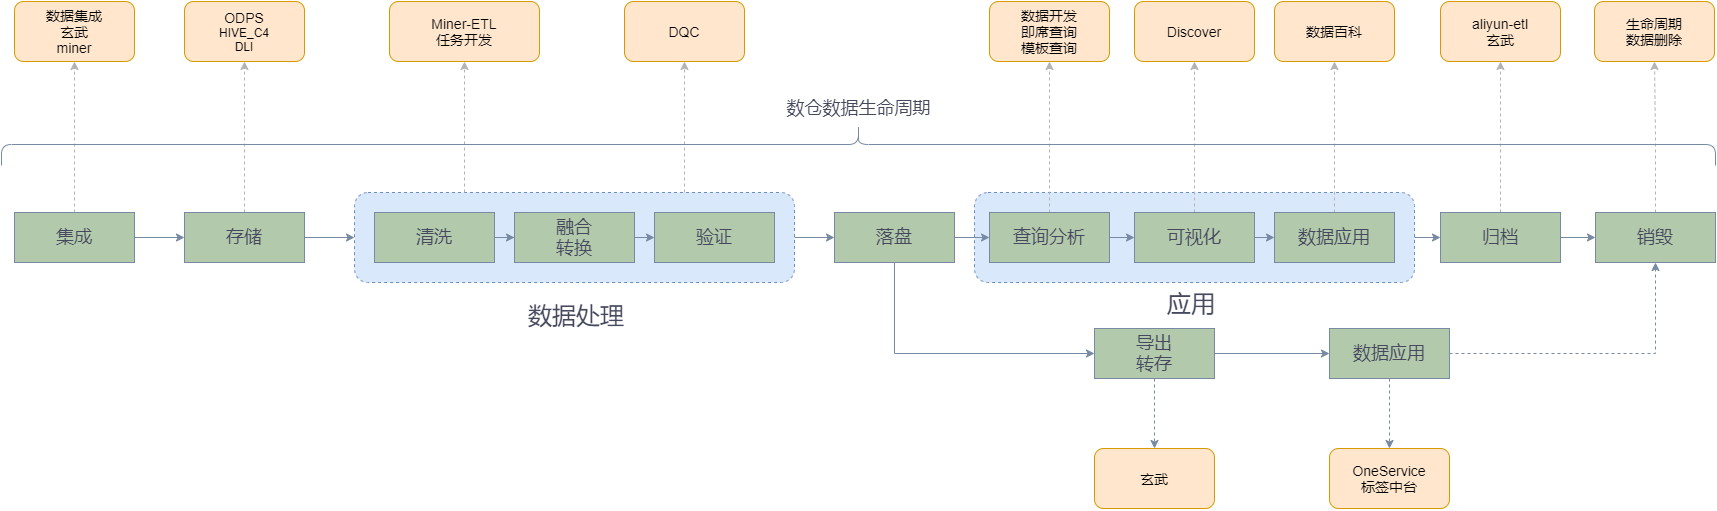 数据集成
玄武
miner
ODPS
HIVE_C4
DLI
Miner-ETL
任务开发
DQC
数据开发
即席查询
模板查询
Discover
数据百科
aliyun-etl
玄武
生命周期
数据删除
数仓数据生命周期
集成
存储
清洗
融合
转换
验证
落盘
查询分析
可视化
数据应用
归档
销毁
数据处理
应用
导出
转存
数据应用
玄武
OneService
标签中台